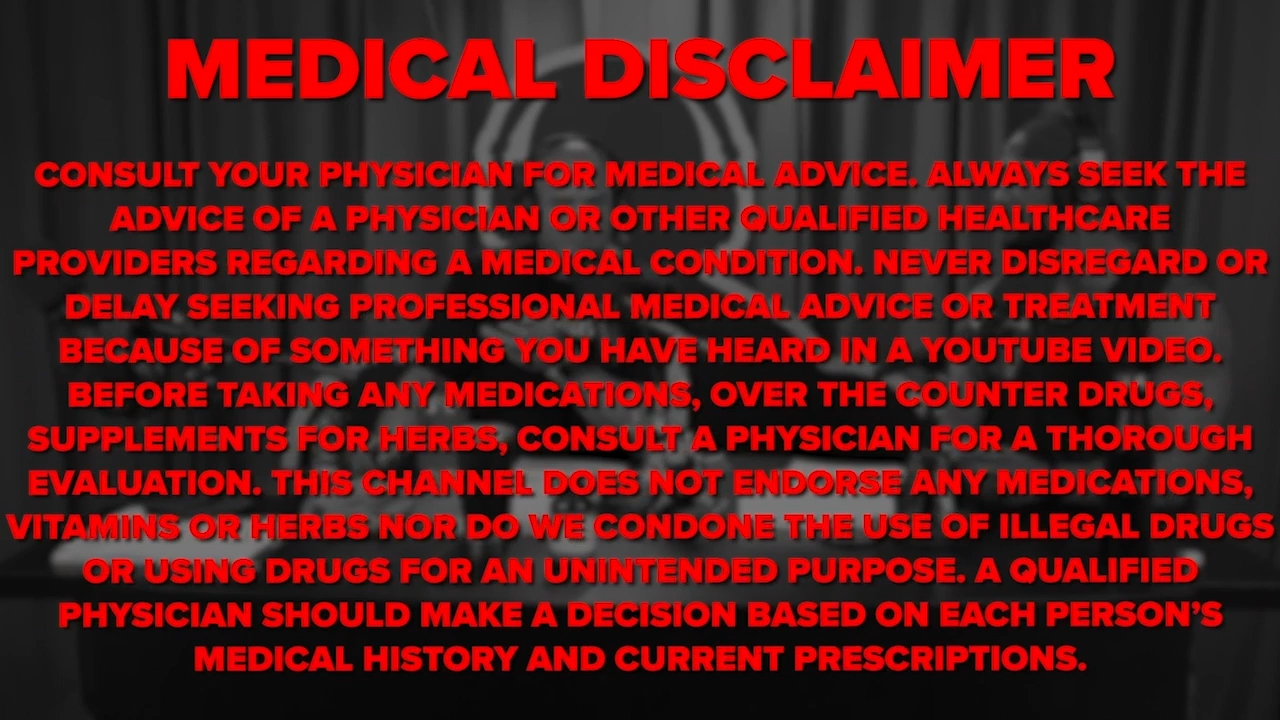 MEDICAL DISCLAIMER
CONSULT YOUR PHYSICIAN FOR MEDICAL ADVICE. ALWAYS SEEK THE
ADVICE OF A PHYSICIAN OR OTHER QUALIFIED HEALTHCARE
PROVIDERS REGARDING A MEDICAL CONDITION. NEVER DISREGARD OR
DELAY SEEKING PROFESSIONAL MEDICAL ADVICE OR TREATMENT
BECAUSE OF SOMETHING YOU HAVE HEARD IN A YOUTUBE VIDEO.
BEFORE TAKING ANY MEDICATIONS, OVER THE COUNTER DRUGS,
SUPPLEMENTS FOR HERBS, CONSULT A PHYSICIAN FOR A THOROUGH
EVALUATION. THIS CHANNEL DOES NOT ENDORSE ANY MEDICATIONS,
VITAMINS OR HERBS NOR DO WE CONDONE THE USE OF ILLEGAL DRUGS
OR USING DRUGS FOR AN UNINTENDED PURPOSE. A QUALIFIED
PHYSICIAN SHOULD MAKE A DECISION BASED ON EACH PERSON’S
MEDICAL HISTORY AND CURRENT PRESCRIPTIONS.